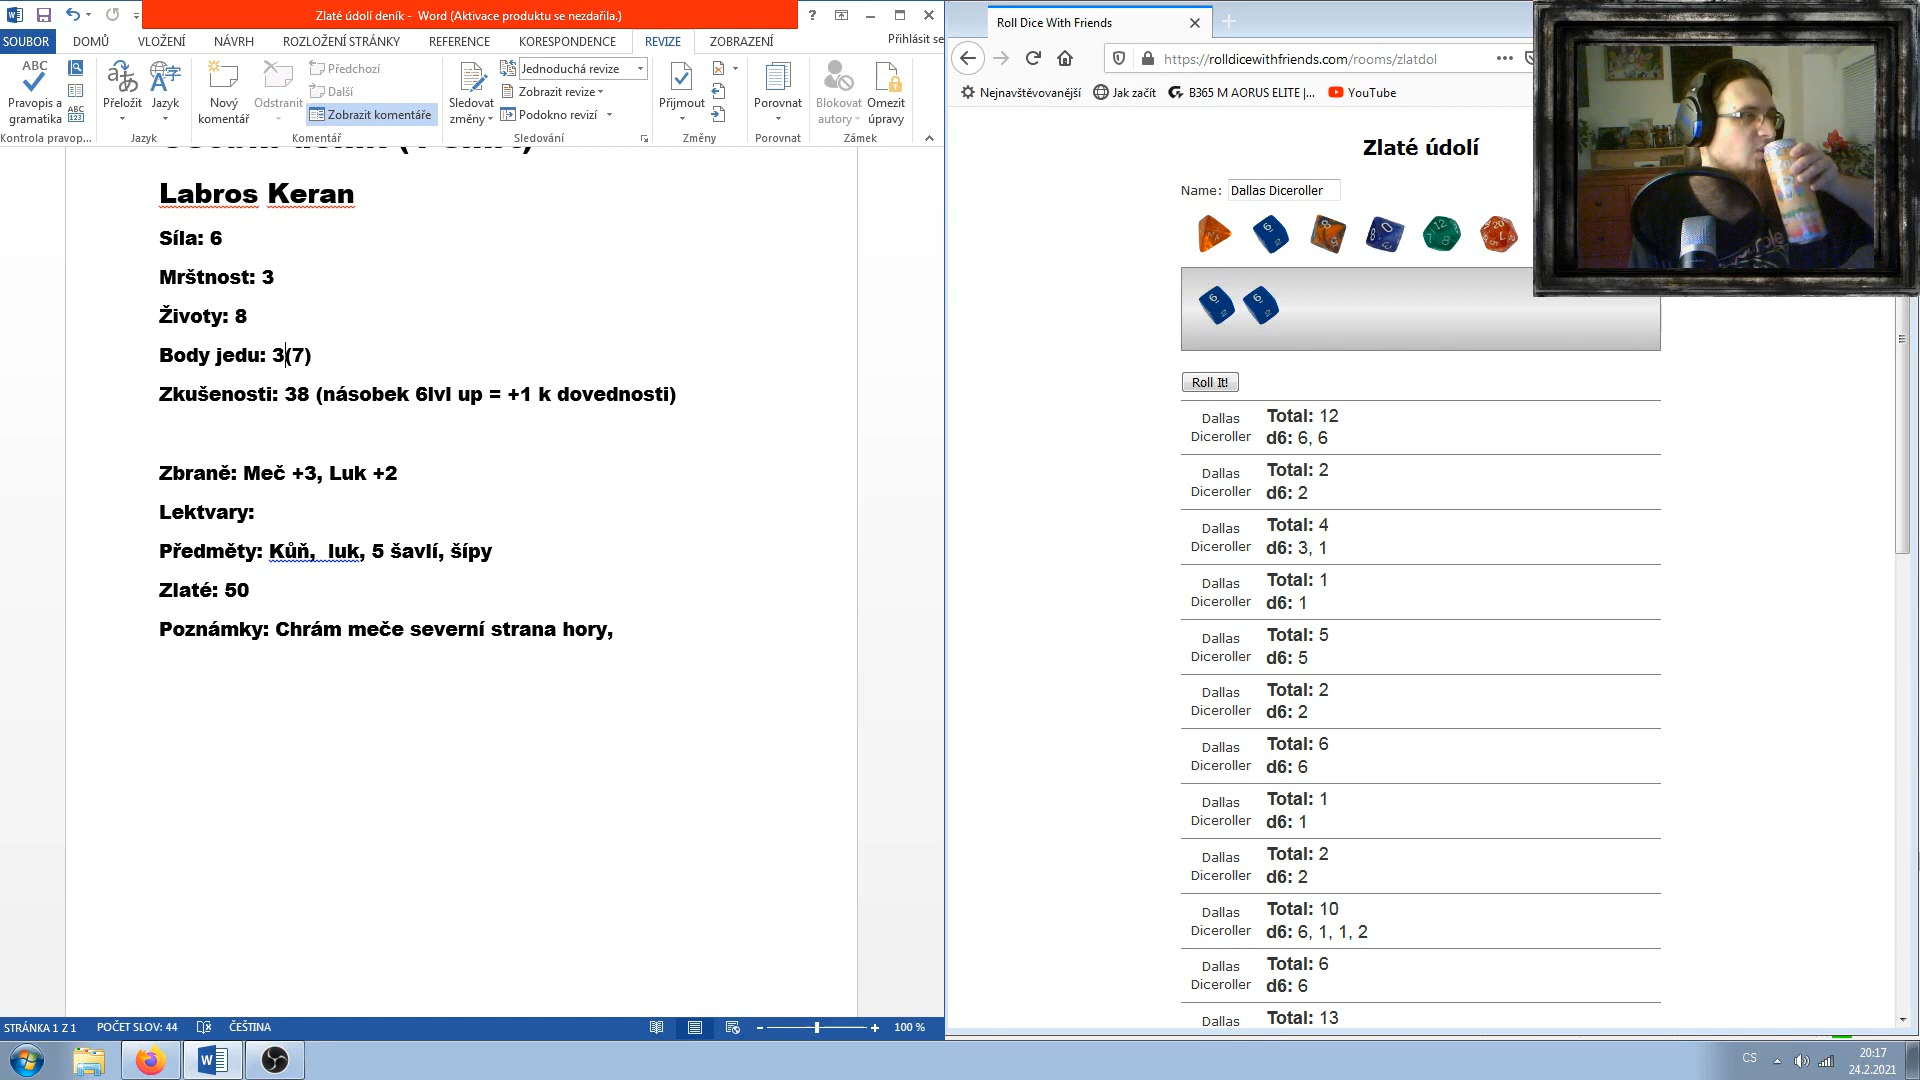 Zlaté údolí deník - Word (Aktivace produktu se nezdařila.)
SOUBOR DOMŮ VLOŽENÍ NÁVRH ROZLOŽENÍ STRÁNKY REFERENCE KORESPONDENCE REVIZE ZOBRAZENÍ Přihlásit se
Pravopis a gramatika
Přeložit
Jazyk
Nový komentář
Odstranit
Předchozí
Další
Zobrazit komentáře
Sledovat změny
Jednoduchá revize
Zobrazit revize
Podokno revizí
Přijmout
Porovnat
Blokovat autory
Omezit úpravy
Kontrola pravop... Jazyk Komentář Sledování Změny Porovnat Zámek
Labros Keran
Síla: 6
Mrštnost: 3
Životy: 8
Body jedu: 3(7)
Zkušenosti: 38 (násobek 6lvl up = +1 k dovednosti)
Zbraně: Meč +3, Luk +2
Lektvary:
Předměty: Kůň, luk, 5 šavlí, šípy
Zlaté: 50
Poznámky: Chrám meče severní strana hory,
STRÁNKA 1 Z 1 POČET SLOV: 44 ČEŠTINA 100 %
Roll Dice With Friends
https://rolldicewithfriends.com/rooms/zlatdol
Nejnavštěvovanější Jak začít B365 M AORUS ELITE |... YouTube
Zlaté údolí
Name: Dallas Diceroller
Roll It!
Dallas Diceroller Total: 12
d6: 6, 6
Dallas Diceroller Total: 2
d6: 2
Dallas Diceroller Total: 4
d6: 3, 1
Dallas Diceroller Total: 1
d6: 1
Dallas Diceroller Total: 5
d6: 5
Dallas Diceroller Total: 2
d6: 2
Dallas Diceroller Total: 6
d6: 6
Dallas Diceroller Total: 1
d6: 1
Dallas Diceroller Total: 2
d6: 2
Dallas Diceroller Total: 10
d6: 6, 1, 1, 2
Dallas Diceroller Total: 6
d6: 6
Dallas Total: 13
CS 20:17
24.2.2021